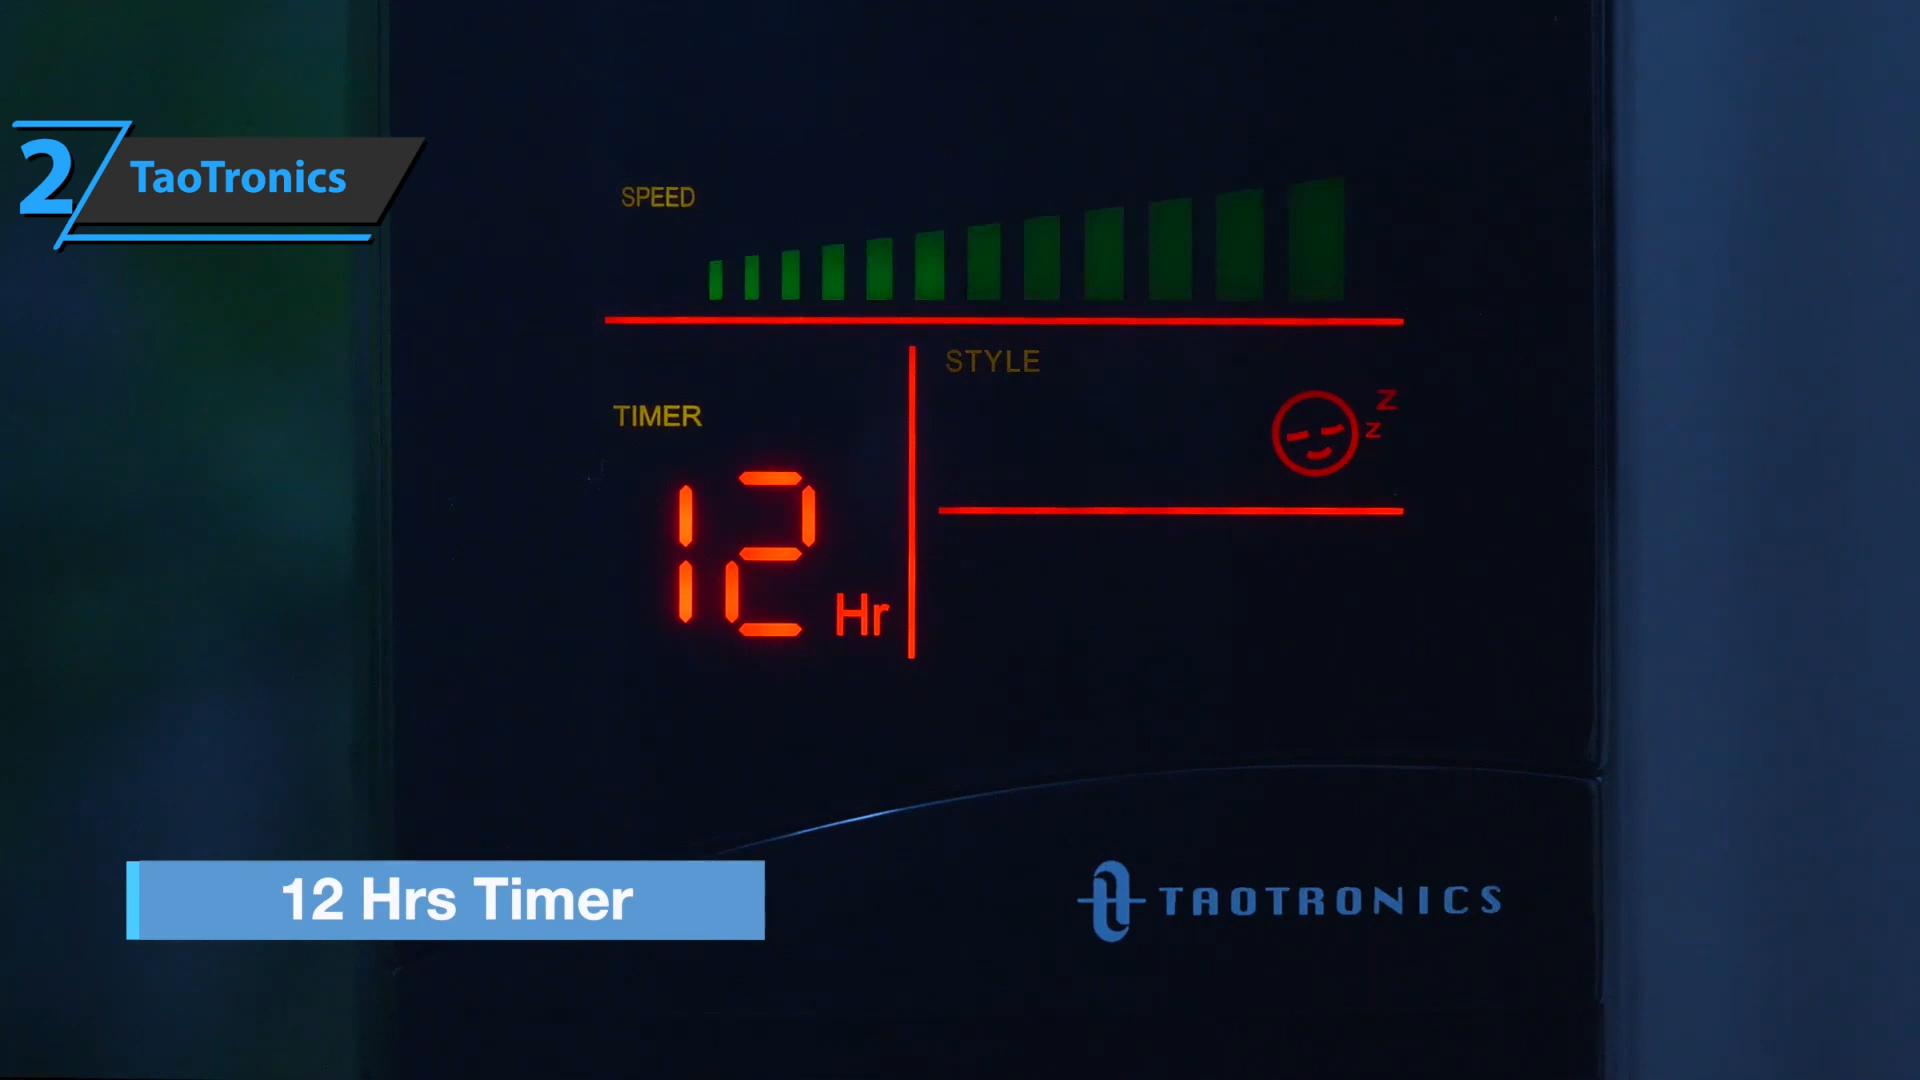 2
TaoTronics
SPEED
STYLE
TIMER
z
z
12 Hr
12 Hrs Timer
TAOTRONICS